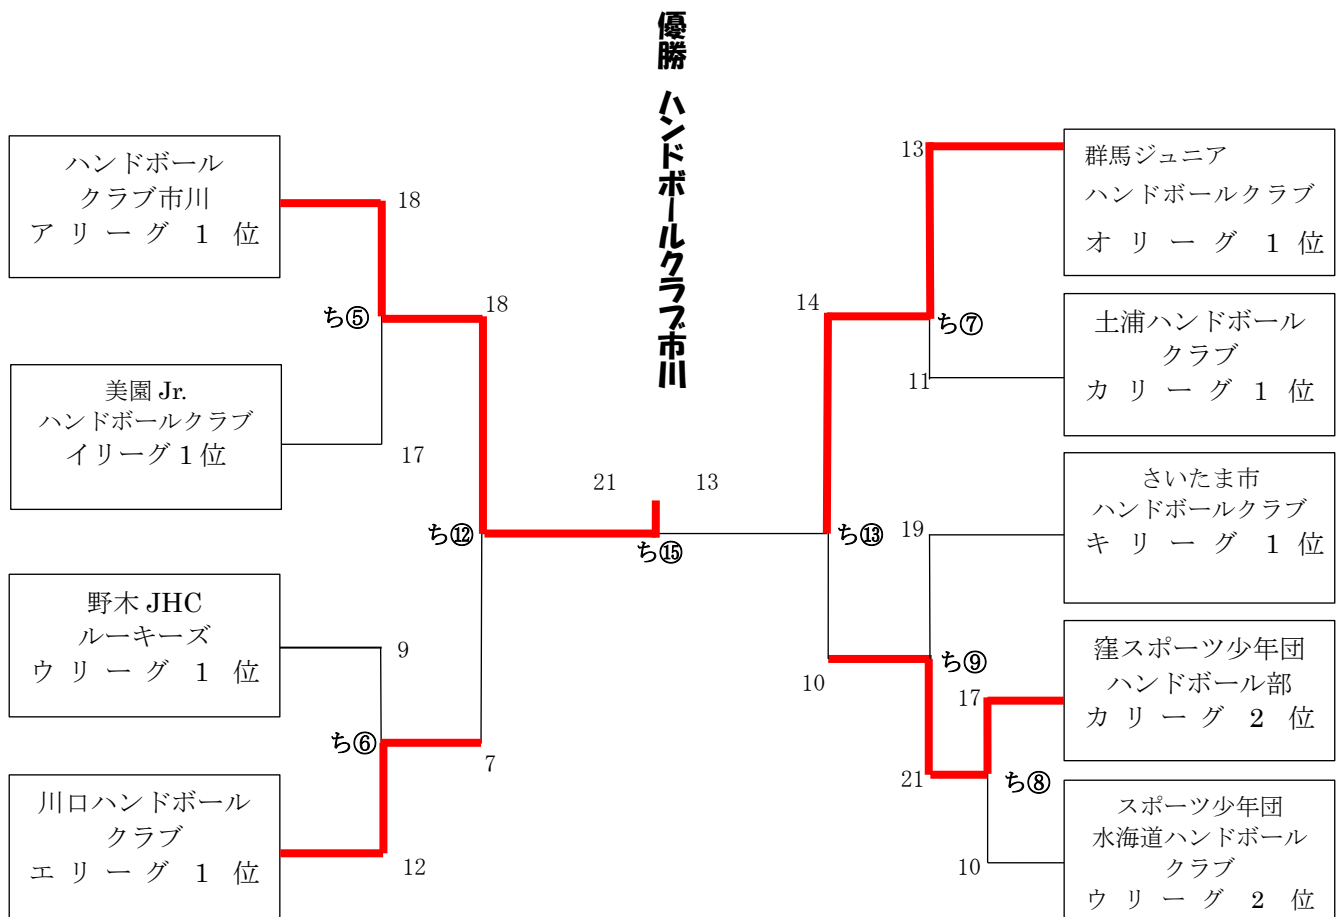 優勝 ハンドボールクラブ市川
ハンドボール
クラブ市川
ア リ ー グ 1 位
18
ち⑤
美園 Jr.
ハンドボールクラブ
イリーグ 1 位
17
18
ち⑫
野木 JHC
ルーキーズ
ウ リ ー グ 1 位
9
ち⑥
7
川口ハンドボール
クラブ
エ リ ー グ 1 位
12
21
13
ち⑮
13
群馬ジュニア
ハンドボールクラブ
オ リ ー グ 1 位
14
ち⑦
11
土浦ハンドボール
クラブ
カ リ ー グ 1 位
ち⑬
19
さいたま市
ハンドボールクラブ
キ リ ー グ 1 位
10
ち⑨
17
窪スポーツ少年団
ハンドボール部
カ リ ー グ 2 位
21
ち⑧
10
スポーツ少年団
水海道ハンドボール
クラブ
ウ リ ー グ 2 位